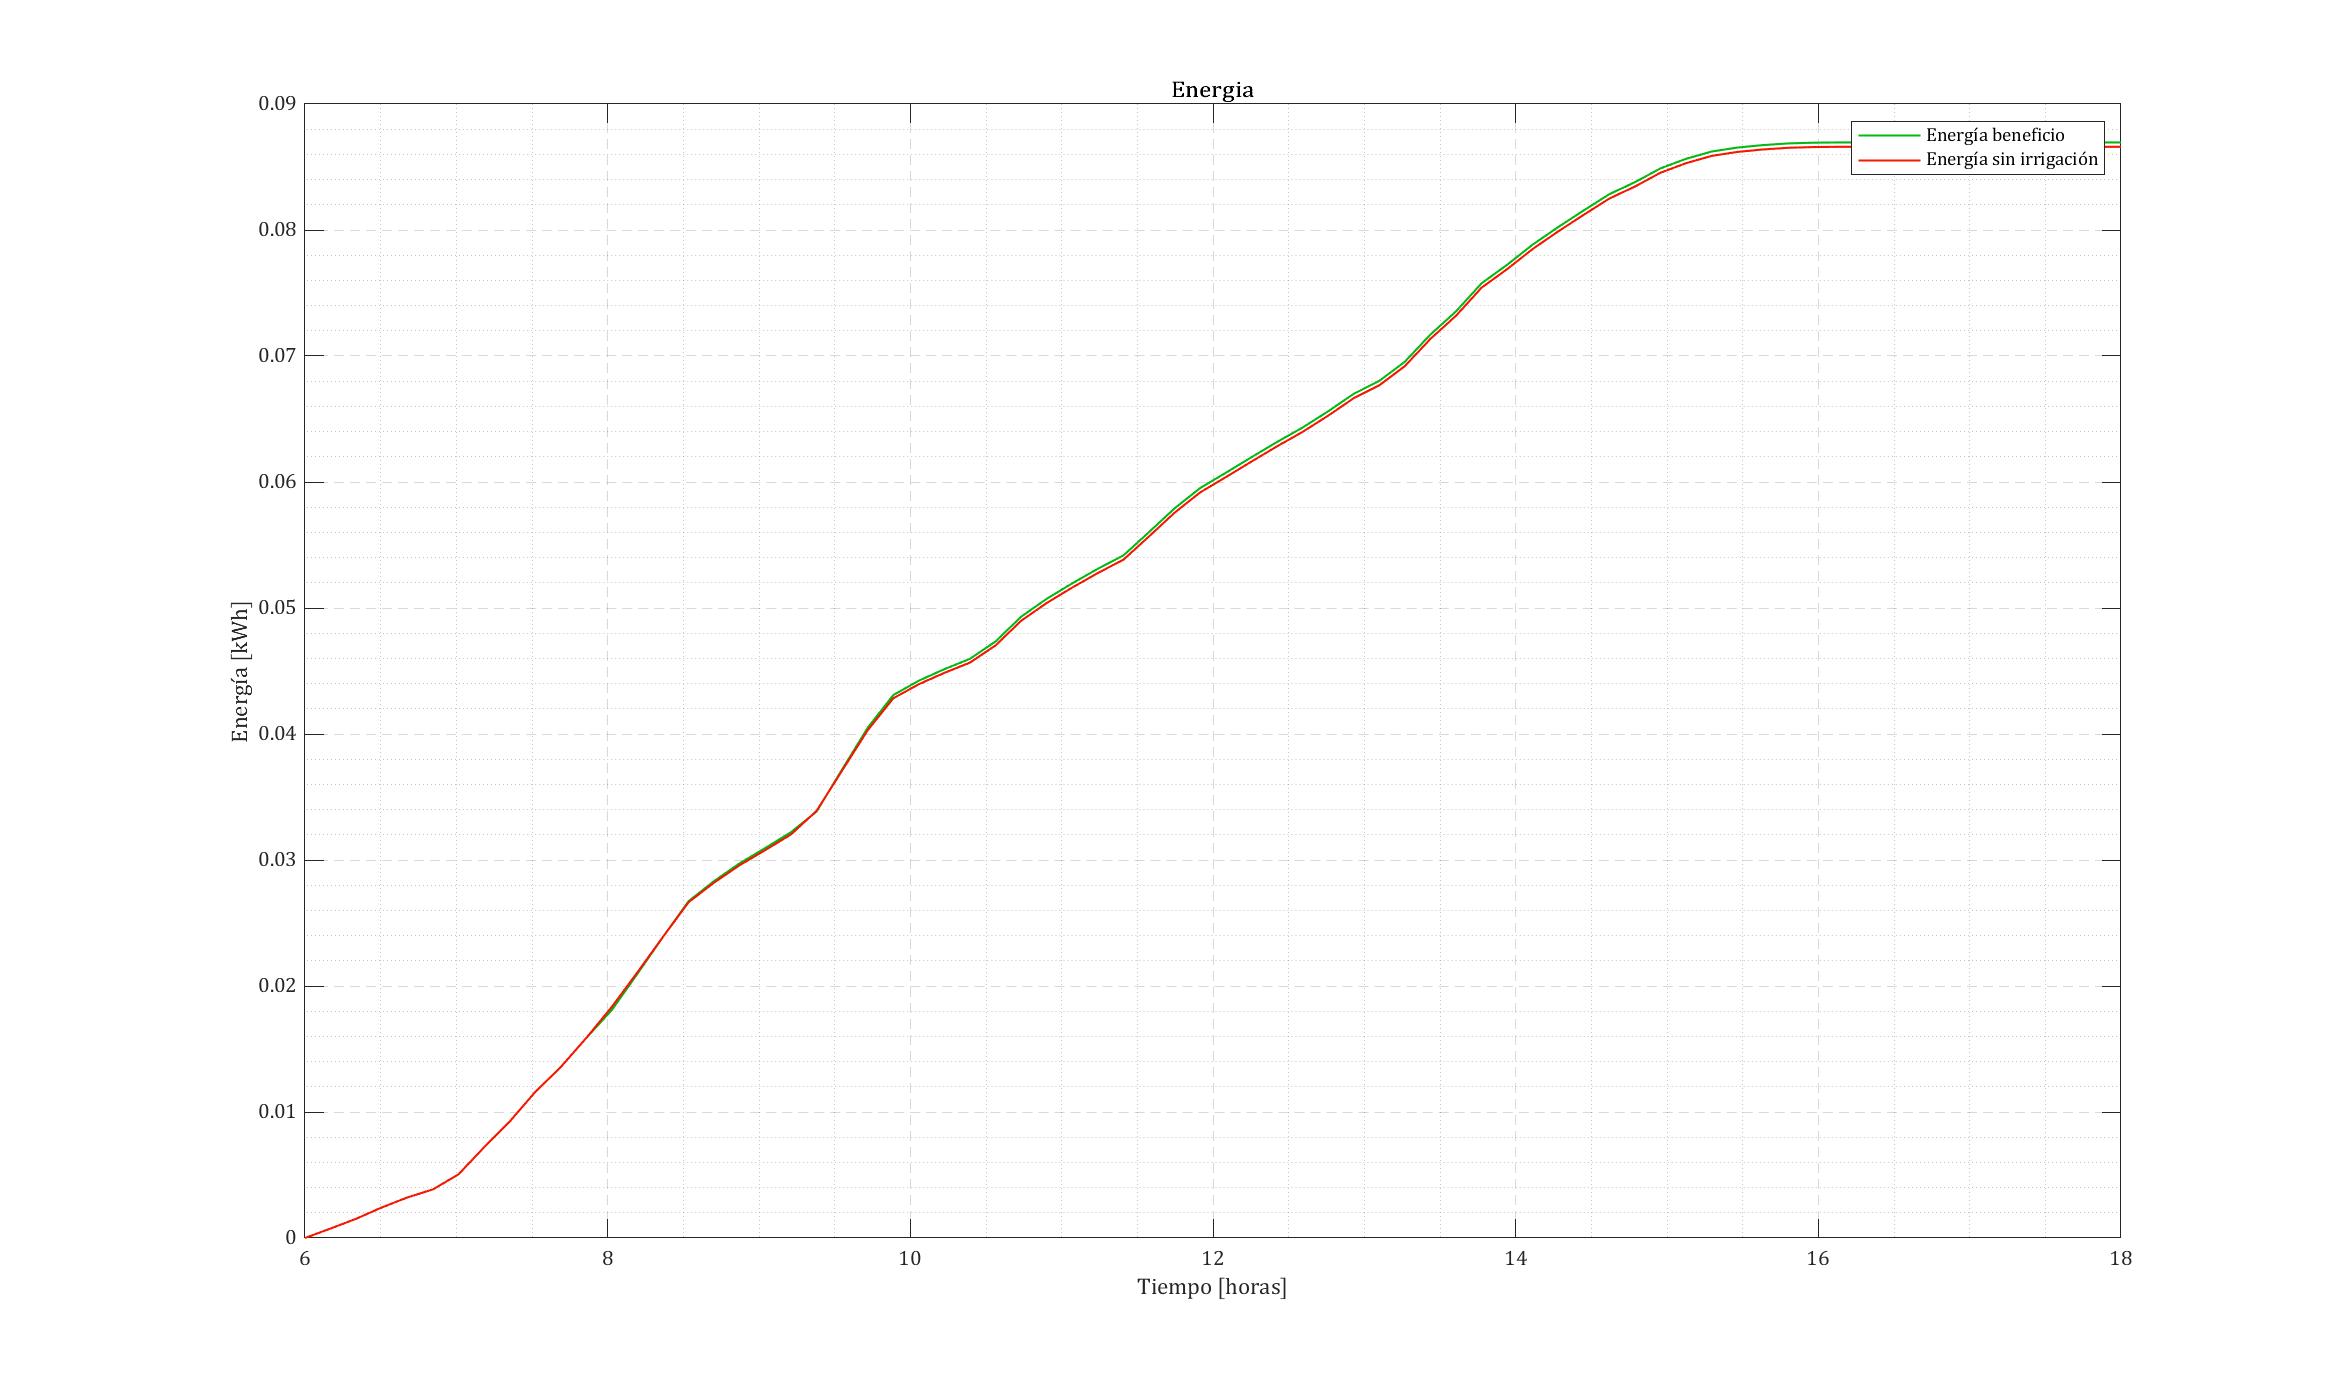 Energia
0.09
0.08
0.07
0.06
0.05
0.04
0.03
0.02
0.01
0
Energía [kWh]
Energía beneficio
Energía sin irrigación
6 8 10 12 14 16 18
Tiempo [horas]